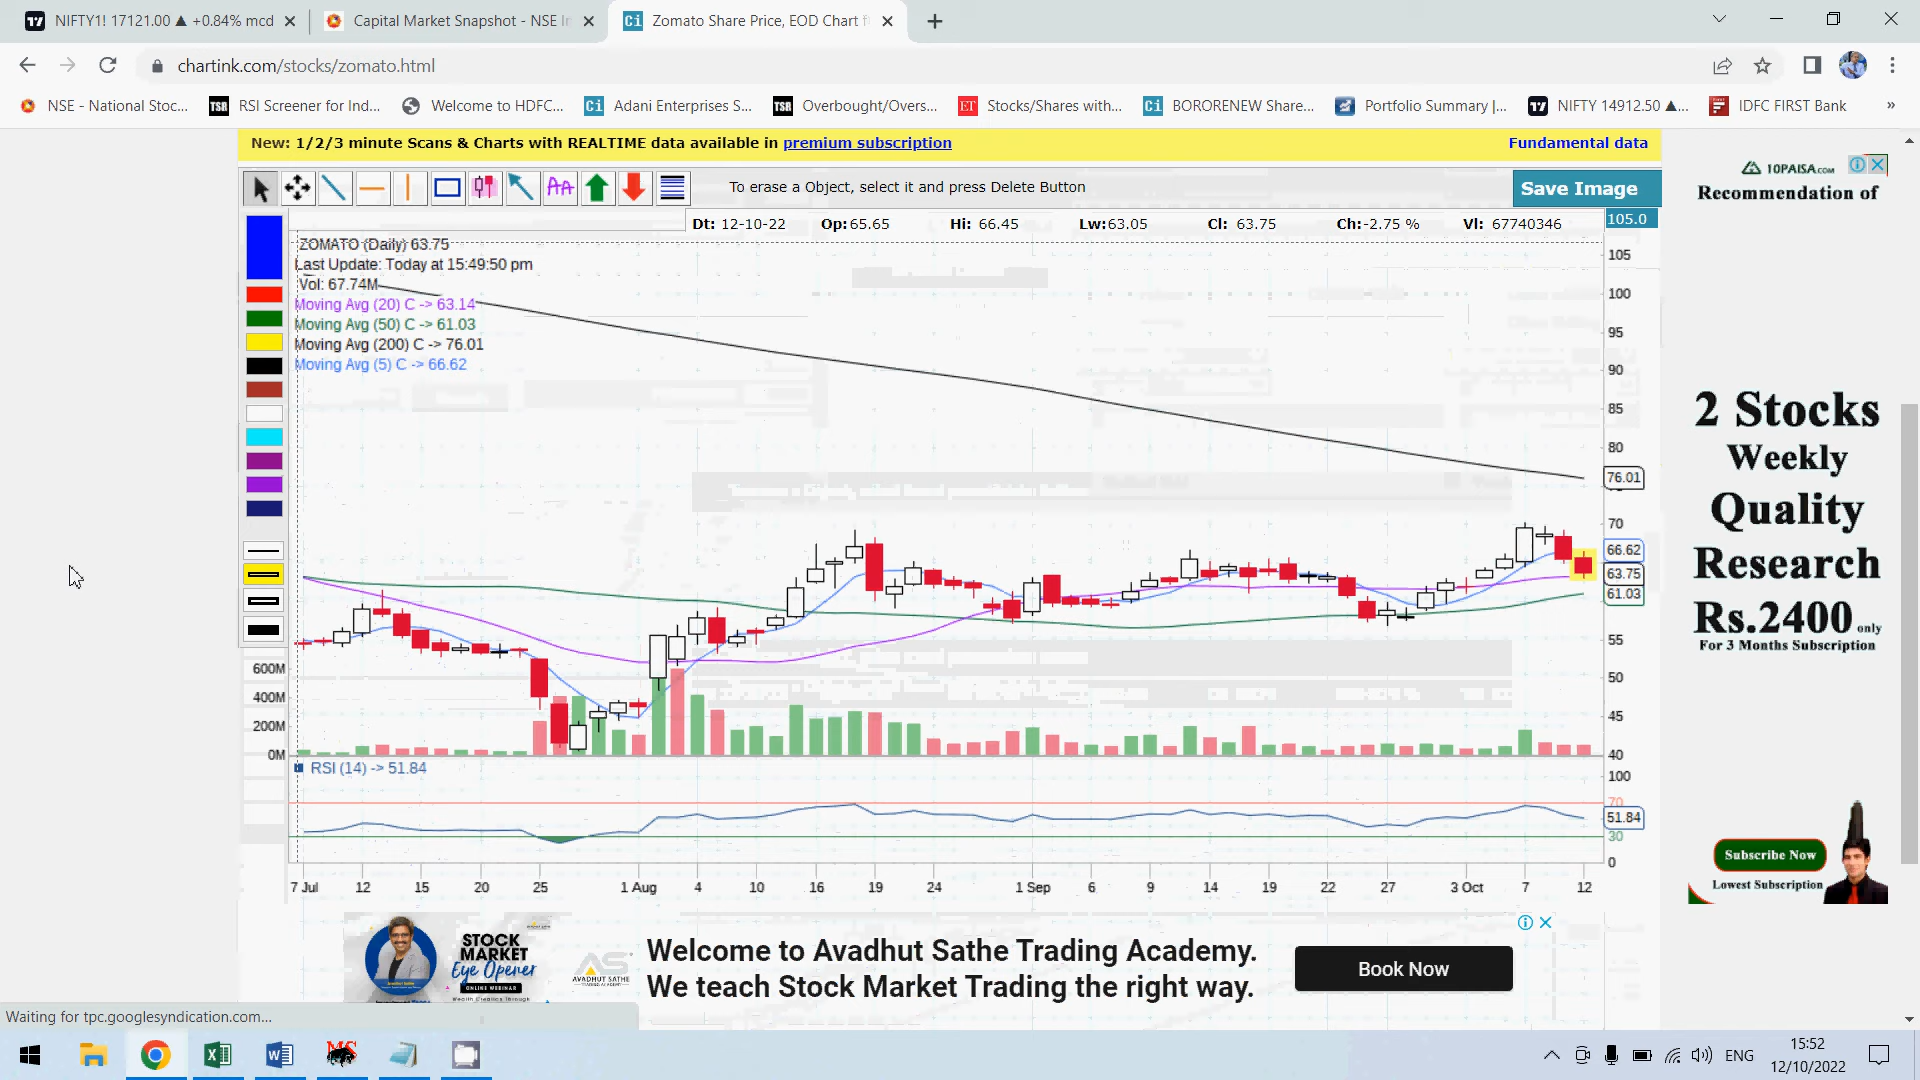 NIFTY1! 17121.00 ▲ +0.84% mcd
Capital Market Snapshot - NSE In
Zomato Share Price, EOD Chart f
chartink.com/stocks/zomato.html
NSE - National Stoc...
RSI Screener for Ind...
Welcome to HDFC...
Adani Enterprises S...
Overbought/Overs...
Stocks/Shares with...
BORORENEW Share...
Portfolio Summary |...
NIFTY 14912.50 ▲...
IDFC FIRST Bank
»
New: 1/2/3 minute Scans & Charts with REALTIME data available in premium subscription
Fundamental data
To erase a Object, select it and press Delete Button
Save Image
Dt: 12-10-22 Op:65.65 Hi: 66.45 Lw:63.05 Cl: 63.75 Ch:-2.75 % Vl: 67740346
105.0
ZOMATO (Daily) 63.75
Last Update: Today at 15:49:50 pm
Vol: 67.74M
Moving Avg (20) C -> 63.14
Moving Avg (50) C -> 61.03
Moving Avg (200) C -> 76.01
Moving Avg (5) C -> 66.62
105
100
95
90
85
80
76.01
70
66.62
63.75
61.03
55
50
45
40
600M
400M
200M
0M
RSI (14) -> 51.84
100
70
51.84
30
0
7 Jul 12 15 20 25 1 Aug 4 10 16 19 24 1 Sep 6 9 14 19 22 27 3 Oct 7 12
10PAISA.COM
Recommendation of
2 Stocks
Weekly
Quality
Research
Rs.2400 only
For 3 Months Subscription
Subscribe Now
Lowest Subscription
STOCK
MARKET
Eye Opener
ONLINE WEBINAR
AS
AVADHUT SATHE
Welcome to Avadhut Sathe Trading Academy.
We teach Stock Market Trading the right way.
Book Now
Waiting for tpc.googlesyndication.com...
ENG
15:52
12/10/2022